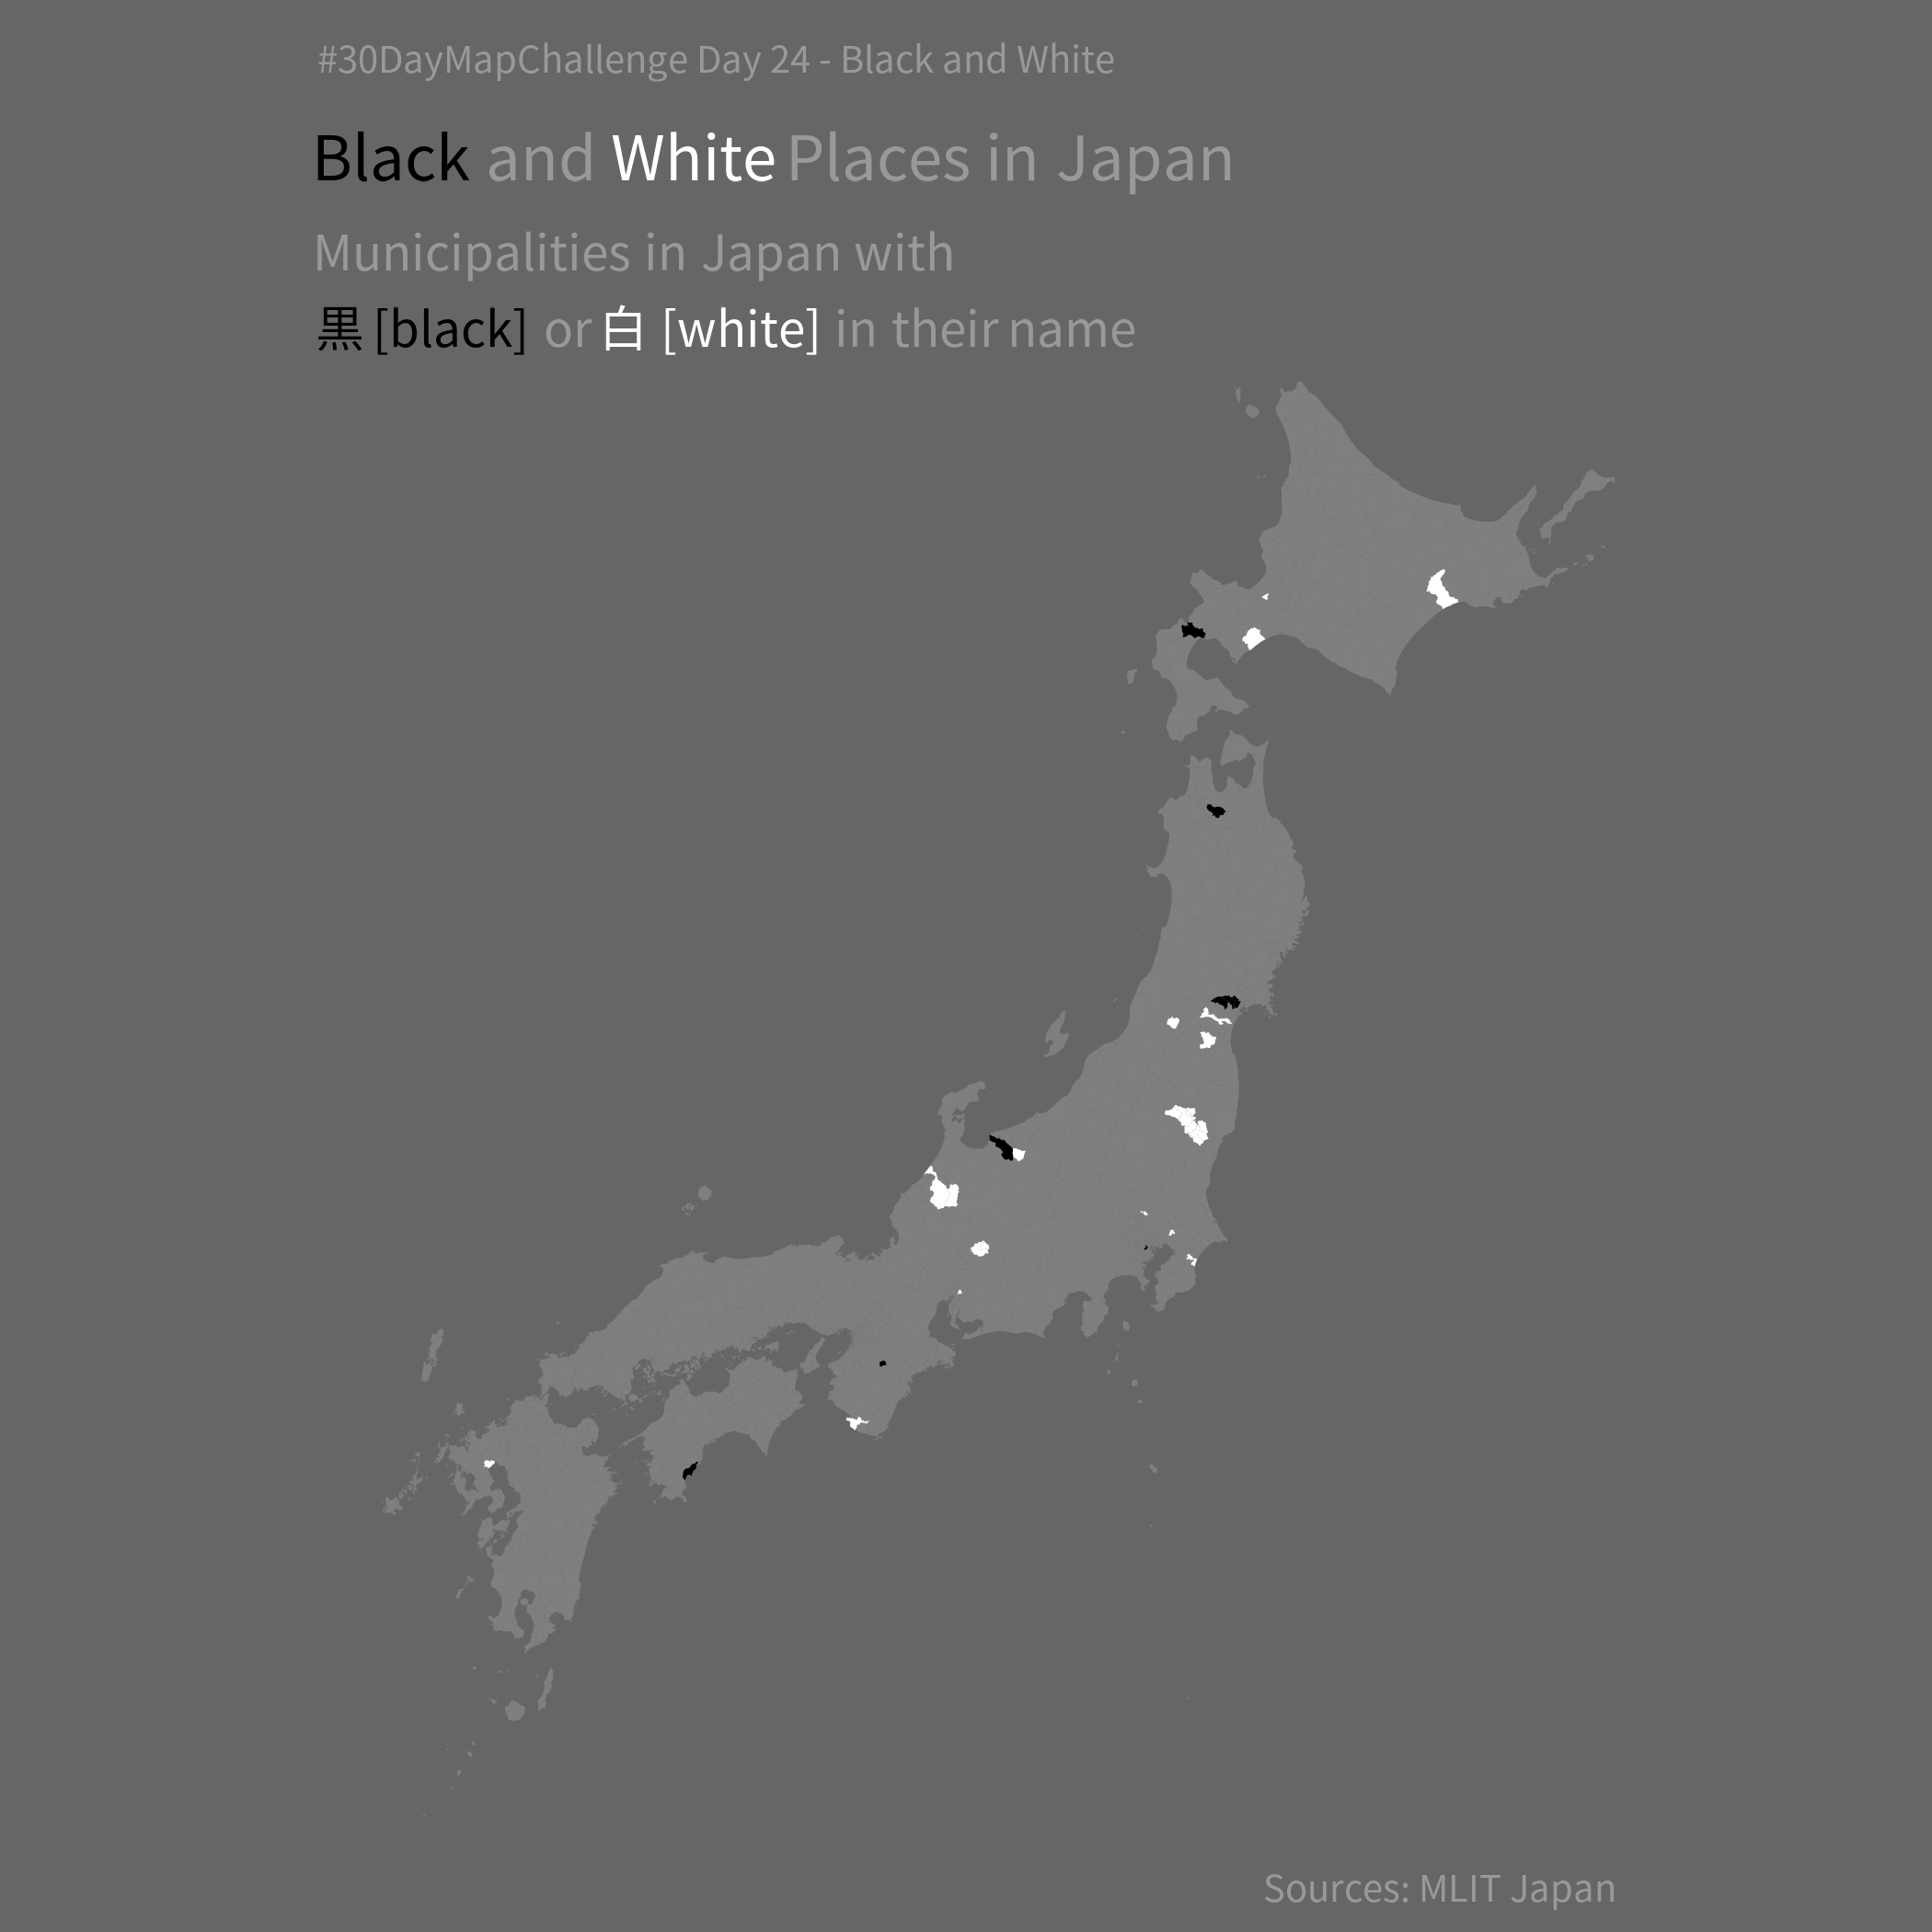 #30DayMapChallenge Day 24 - Black and White
Black and White Places in Japan
Municipalities in Japan with
黒 [black] or 白 [white] in their name
Sources: MLIT Japan